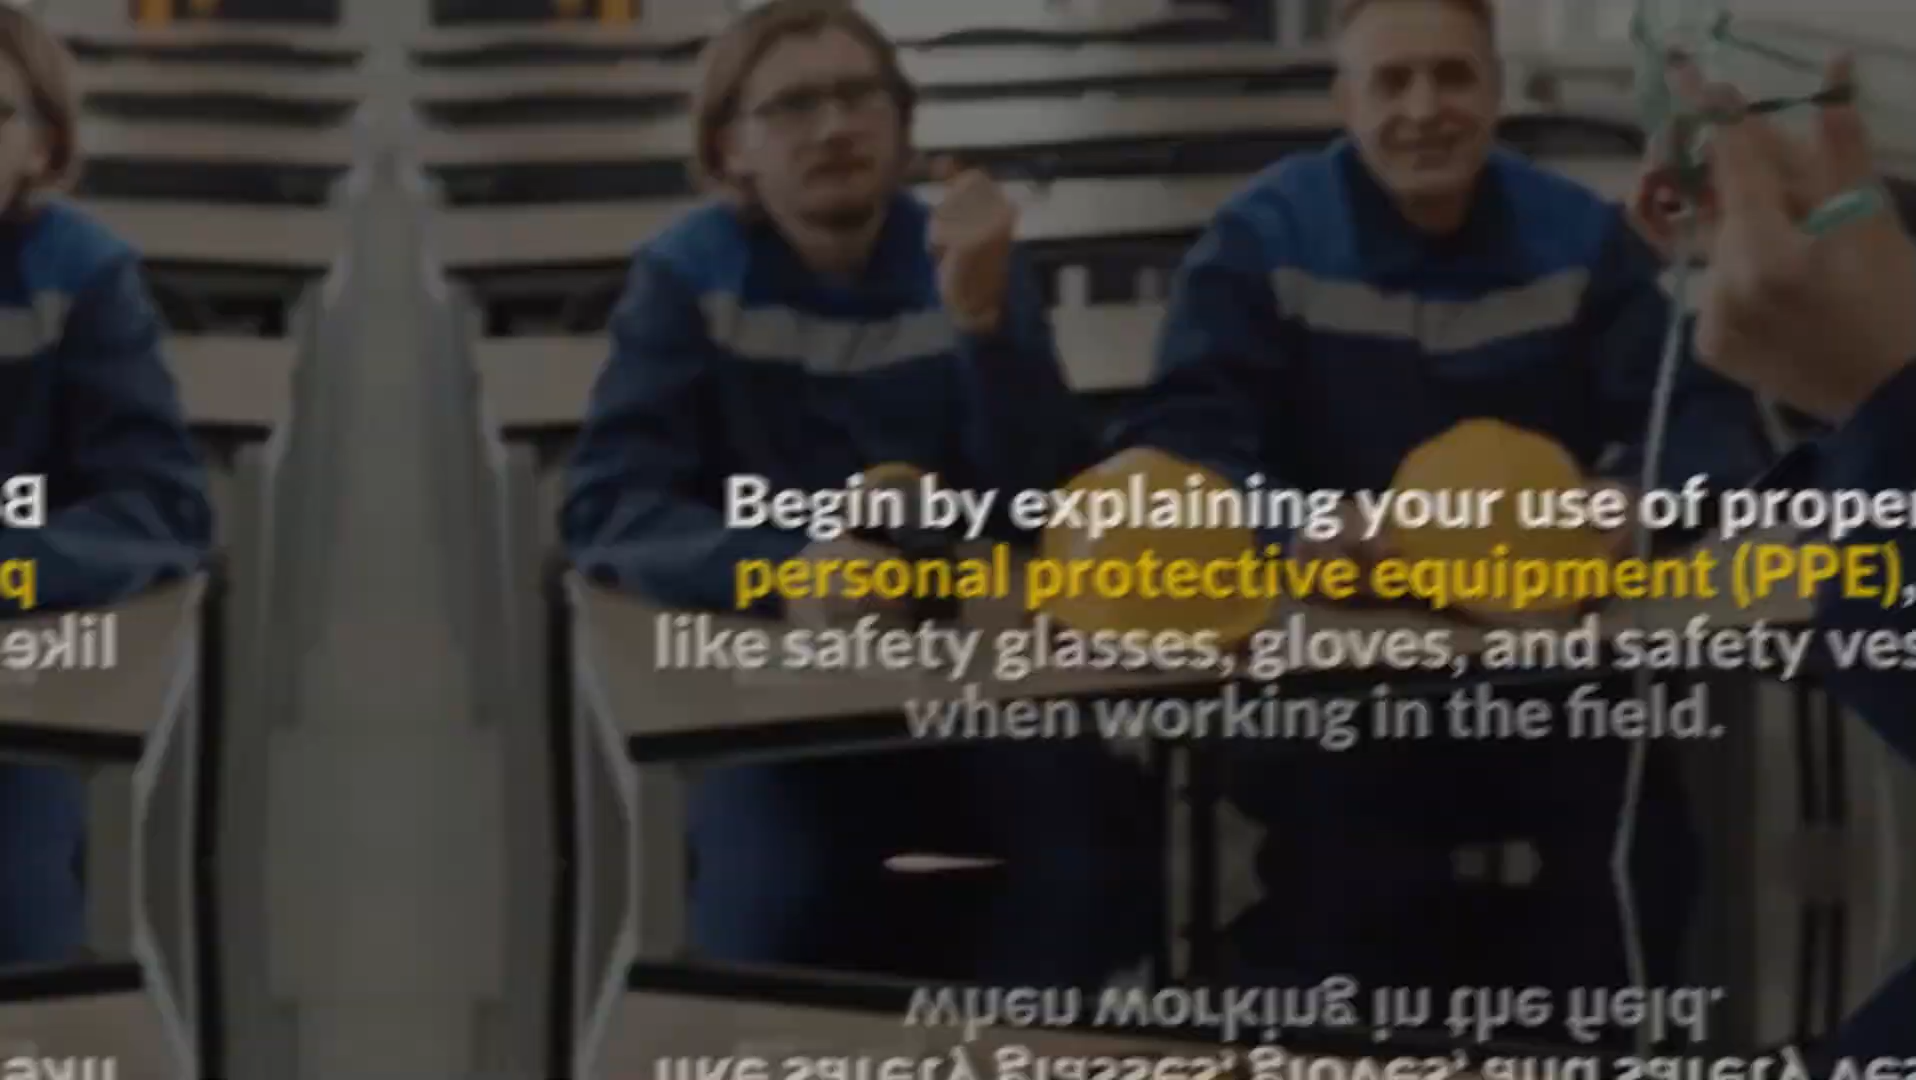 Begin by explaining your use of proper
personal protective equipment (PPE),
like safety glasses, gloves, and safety ves
when working in the field.